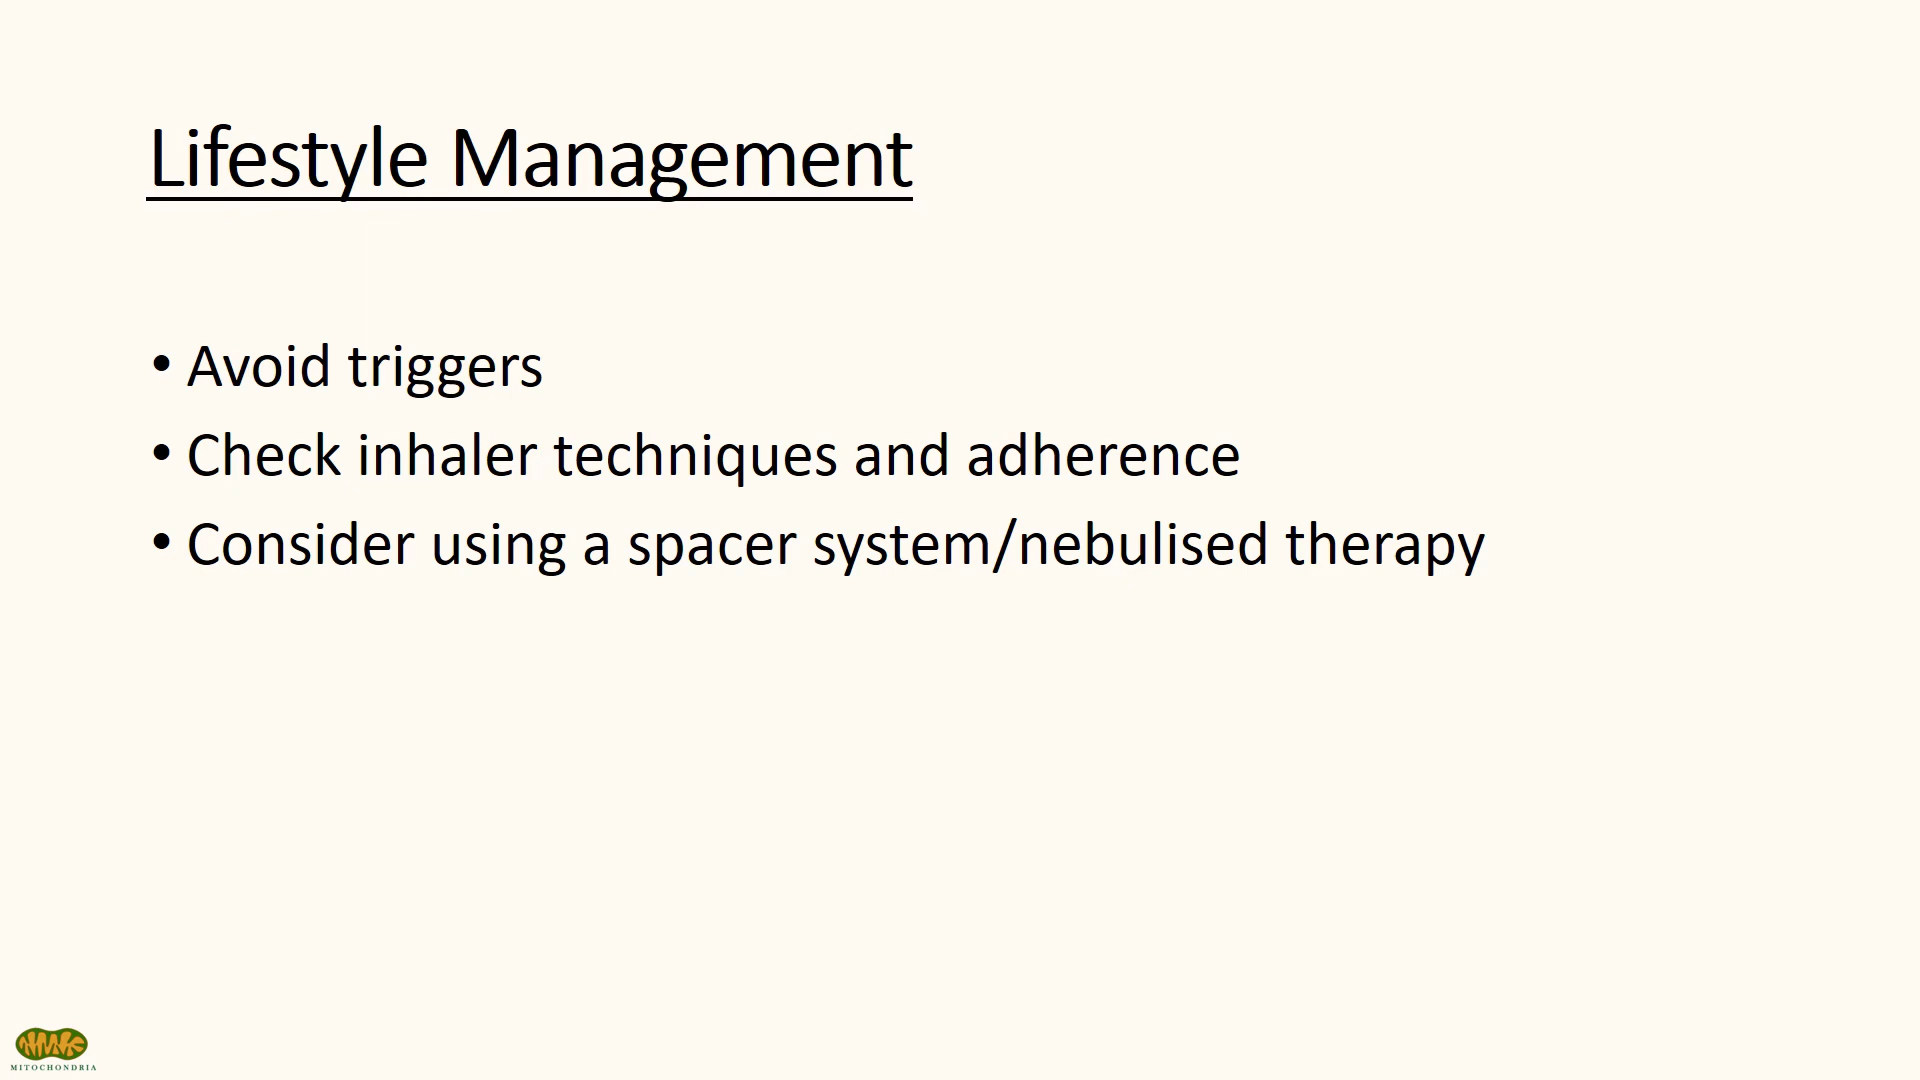 Lifestyle Management
• Avoid triggers
• Check inhaler techniques and adherence
• Consider using a spacer system/nebulised therapy
MITOCHONDRIA